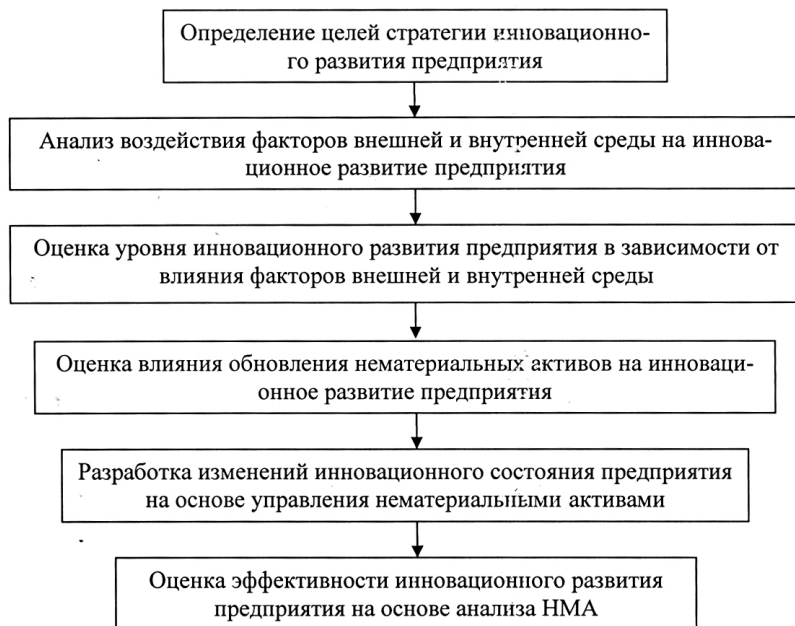 Определение целей стратегии инновационно-
го развития предприятия
Анализ воздействия факторов внешней и внутренней среды на иннова-
ционное развитие предприятия
Оценка уровня инновационного развития предприятия в зависимости от
влияния факторов внешней и внутренней среды
Оценка влияния обновления нематериальных активов на инноваци-
онное развитие предприятия
Разработка изменений инновационного состояния предприятия
на основе управления нематериальными активами
Оценка эффективности инновационного развития
предприятия на основе анализа НМА